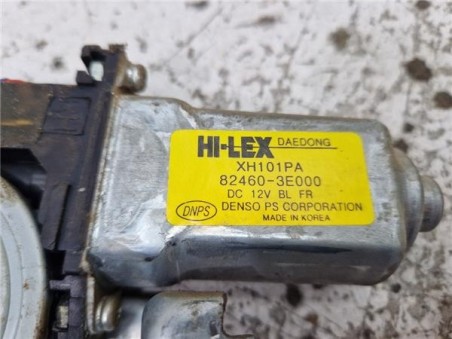 HI-LEX DAEDONG
XH101PA
82460-3E000
DC 12V BL FR
DNPS DENSO PS CORPORATION
MADE IN KOREA